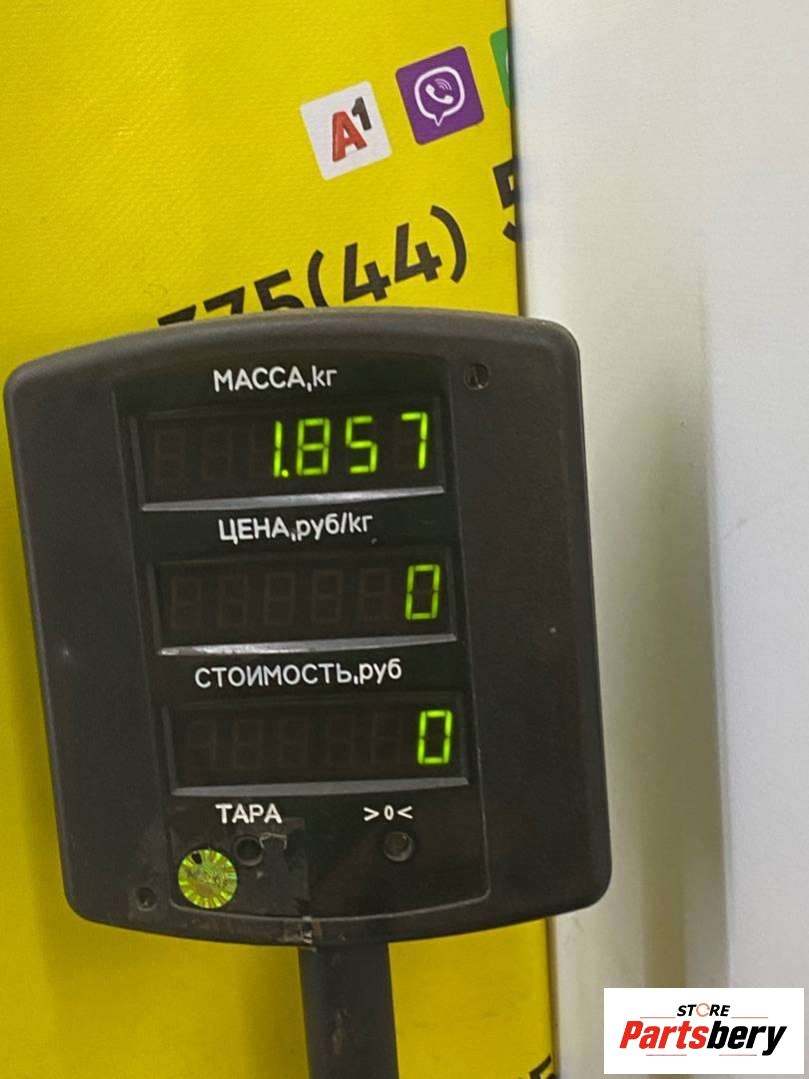 A1
375(44) 5
МАССА,кг
1.857
ЦЕНА,руб/кг
0
СТОИМОСТЬ,руб
0
ТАРА >0<
STORE
Partsbery